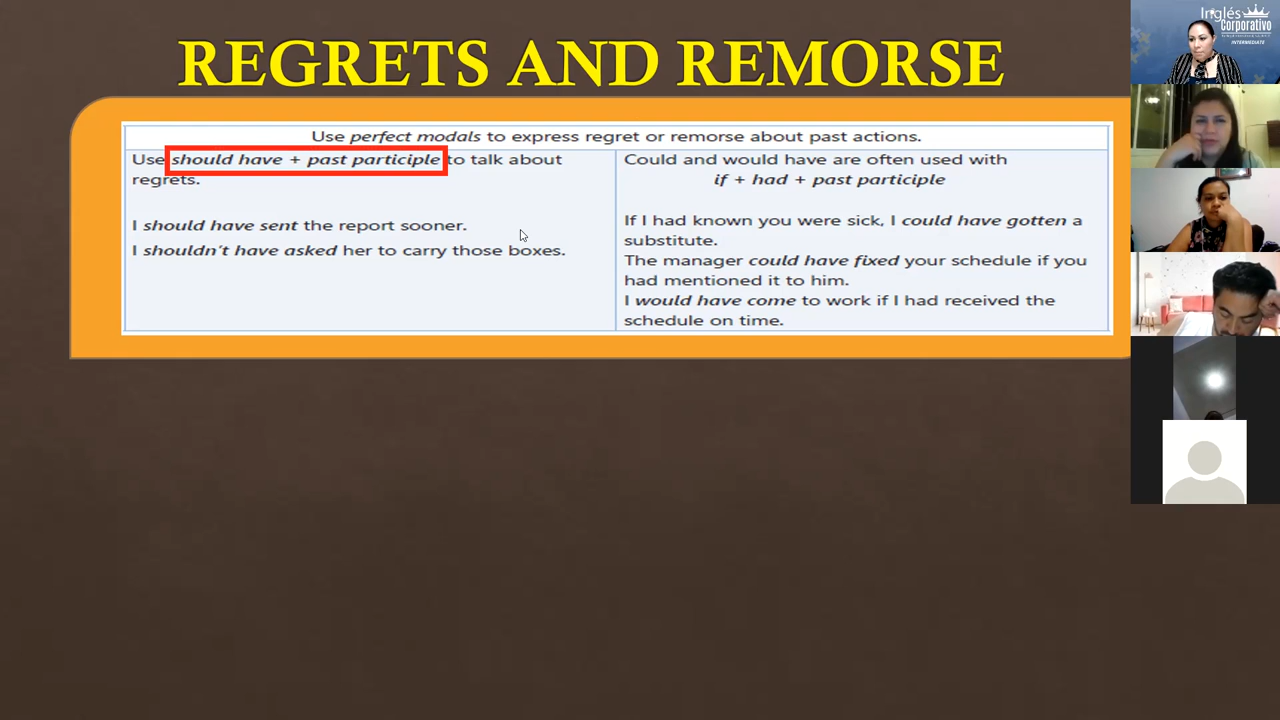 REGRETS AND REMORSE
Use perfect modals to express regret or remorse about past actions.
Use should have + past participle to talk about
regrets.
I should have sent the report sooner.
I shouldn't have asked her to carry those boxes.
Could and would have are often used with
if + had + past participle
If I had known you were sick, I could have gotten a
substitute.
The manager could have fixed your schedule if you
had mentioned it to him.
I would have come to work if I had received the
schedule on time.
Inglés
Corporativo
INTERMEDIATE